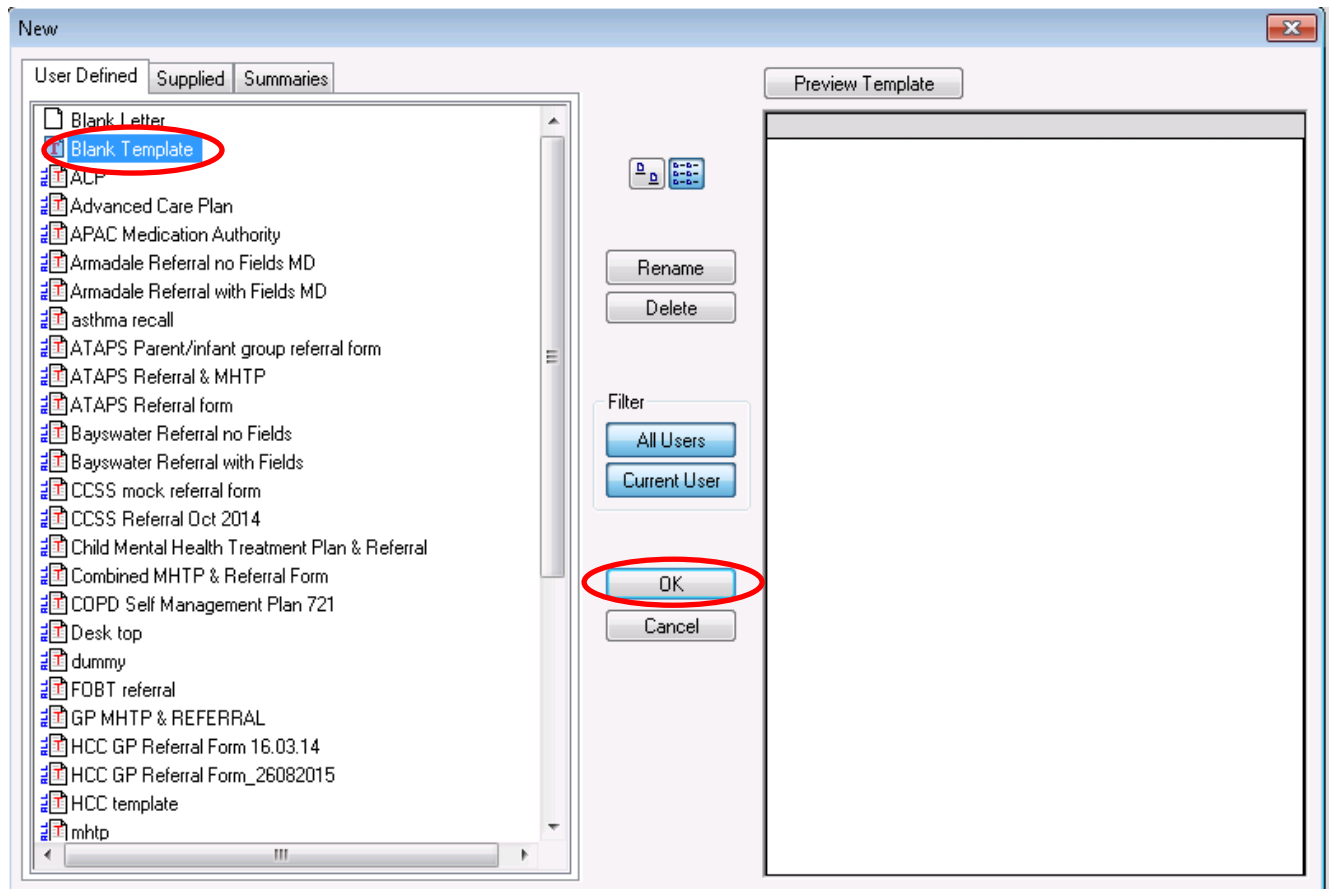 New
User Defined
Supplied
Summaries
Blank Letter
Blank Template
ACP
Advanced Care Plan
APAC Medication Authority
Armadale Referral no Fields MD
Armadale Referral with Fields MD
asthma recall
ATAPS Parent/infant group referral form
ATAPS Referral & MHTP
ATAPS Referral form
Bayswater Referral no Fields
Bayswater Referral with Fields
CCSS mock referral form
CCSS Referral Oct 2014
Child Mental Health Treatment Plan & Referral
Combined MHTP & Referral Form
COPD Self Management Plan 721
Desk top
dummy
FOBT referral
GP MHTP & REFERRAL
HCC GP Referral Form 16.03.14
HCC GP Referral Form_26082015
HCC template
mhtp
Rename
Delete
Filter
All Users
Current User
OK
Cancel
Preview Template